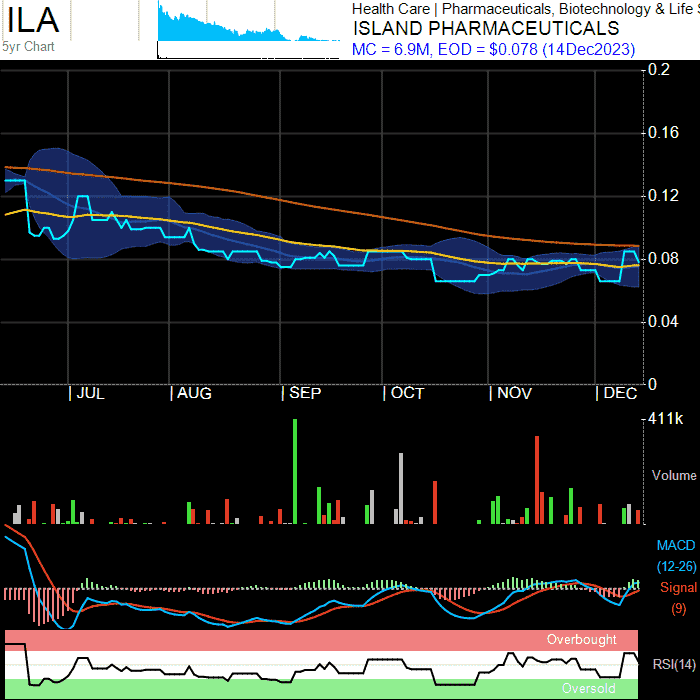 ILA
5yr Chart
Health Care | Pharmaceuticals, Biotechnology & Life S
ISLAND PHARMACEUTICALS
MC = 6.9M, EOD = $0.078 (14Dec2023)
0.2
0.16
0.12
0.08
0.04
0
| JUL | AUG | SEP | OCT | NOV | DEC
411k
Volume
MACD
(12-26)
Signal
(9)
Overbought
RSI(14)
Oversold